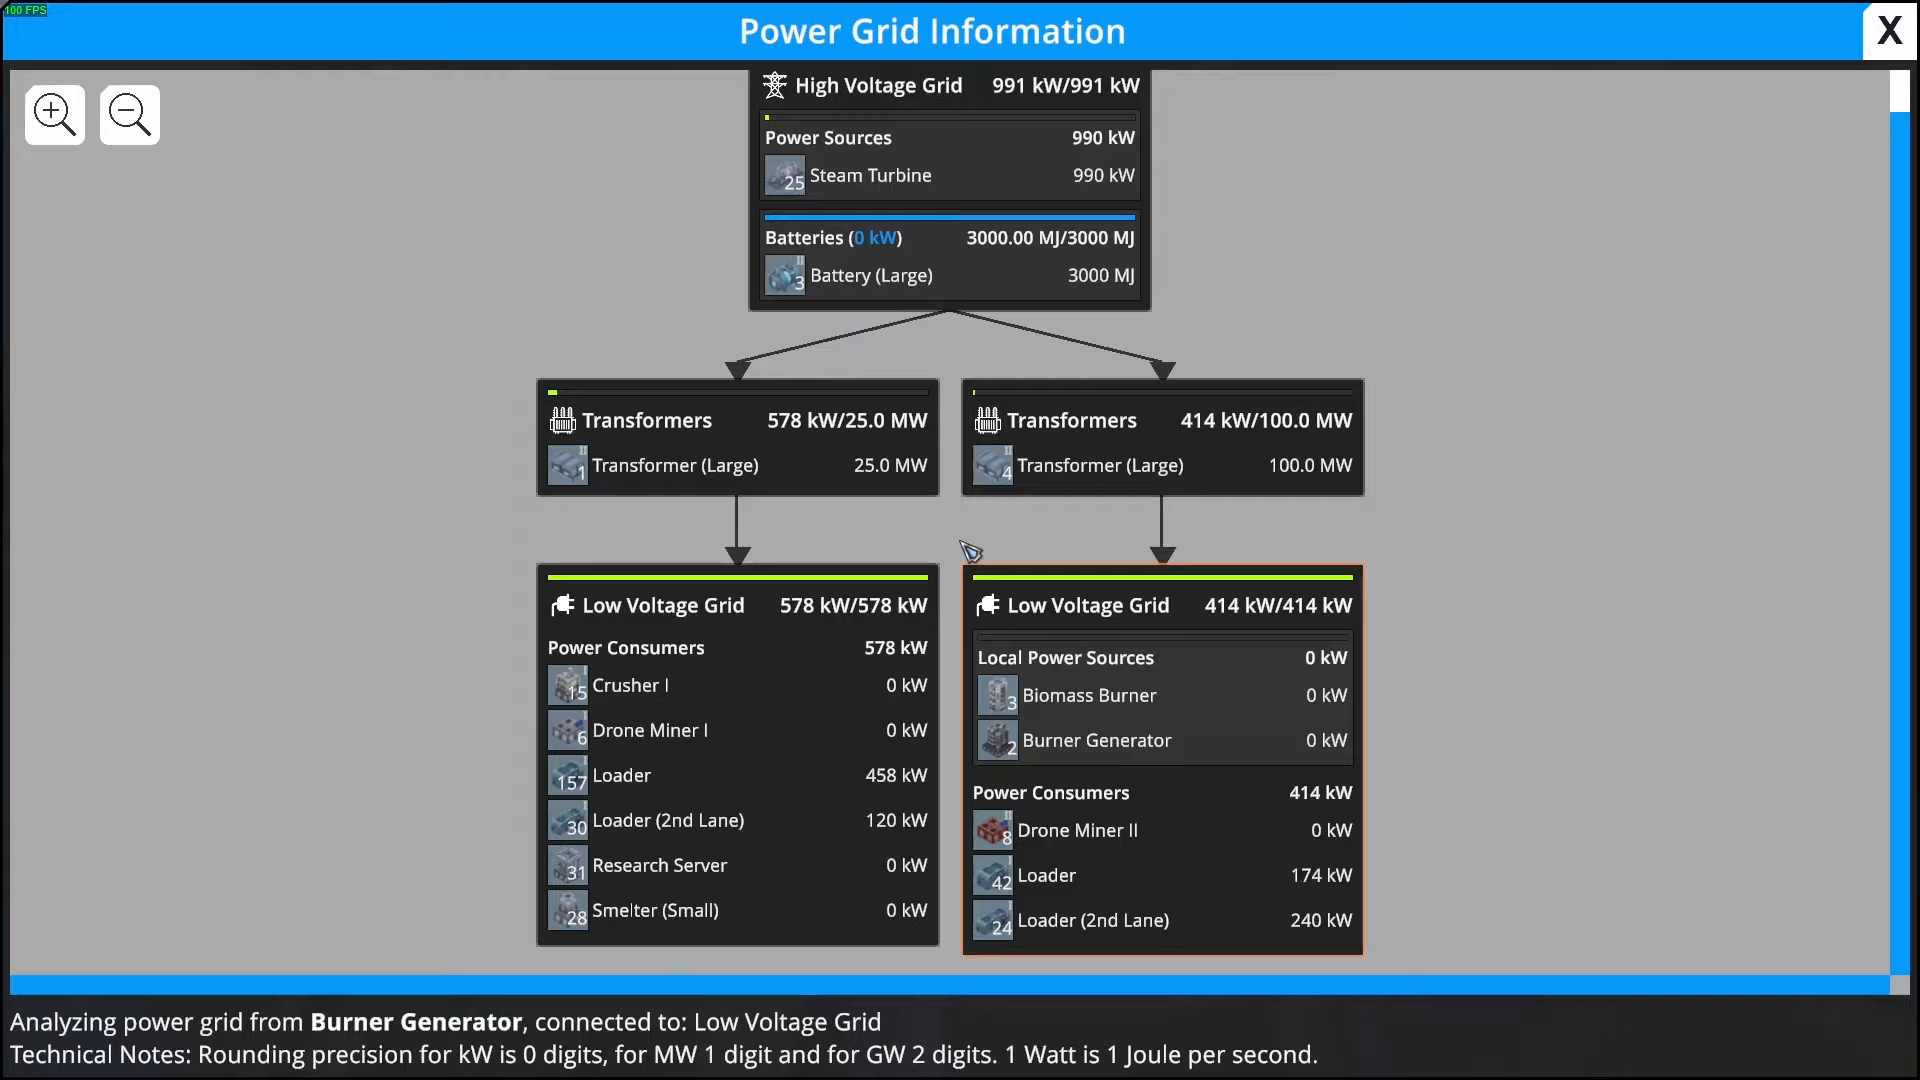 100 FPS
Power Grid Information
X
High Voltage Grid 991 kW/991 kW
Power Sources 990 kW
25 Steam Turbine 990 kW
Batteries (0 kW) 3000.00 MJ/3000 MJ
II 3 Battery (Large) 3000 MJ
Transformers 578 kW/25.0 MW
II 1 Transformer (Large) 25.0 MW
Transformers 414 kW/100.0 MW
II 4 Transformer (Large) 100.0 MW
Low Voltage Grid 578 kW/578 kW
Power Consumers 578 kW
I 15 Crusher I 0 kW
I 6 Drone Miner I 0 kW
I 157 Loader 458 kW
I 30 Loader (2nd Lane) 120 kW
31 Research Server 0 kW
28 Smelter (Small) 0 kW
Low Voltage Grid 414 kW/414 kW
Local Power Sources 0 kW
3 Biomass Burner 0 kW
2 Burner Generator 0 kW
Power Consumers 414 kW
II 8 Drone Miner II 0 kW
I 42 Loader 174 kW
I 24 Loader (2nd Lane) 240 kW
Analyzing power grid from Burner Generator, connected to: Low Voltage Grid
Technical Notes: Rounding precision for kW is 0 digits, for MW 1 digit and for GW 2 digits. 1 Watt is 1 Joule per second.